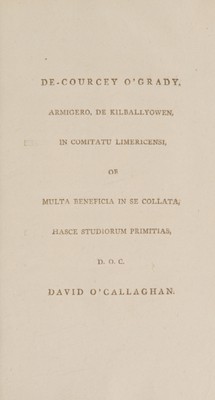 DE-COURCEY O'GRADY,
ARMIGERO, DE KILBALLYOWEN,
IN COMITATU LIMERICENSI,
OB
MULTA BENEFICIA IN SE COLLATA,
HASCE STUDIORUM PRIMITIAS,
D. O. C.
DAVID O'CALLAGHAN.